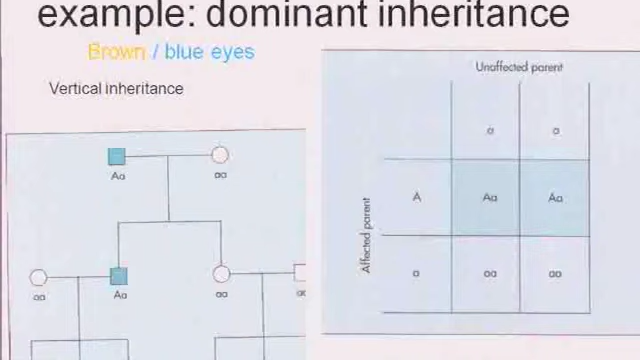 example: dominant inheritance
Brown / blue eyes
Vertical inheritance
Unaffected parent
Affected parent
a a
A Aa Aa
a aa aa
Aa aa
aa Aa aa